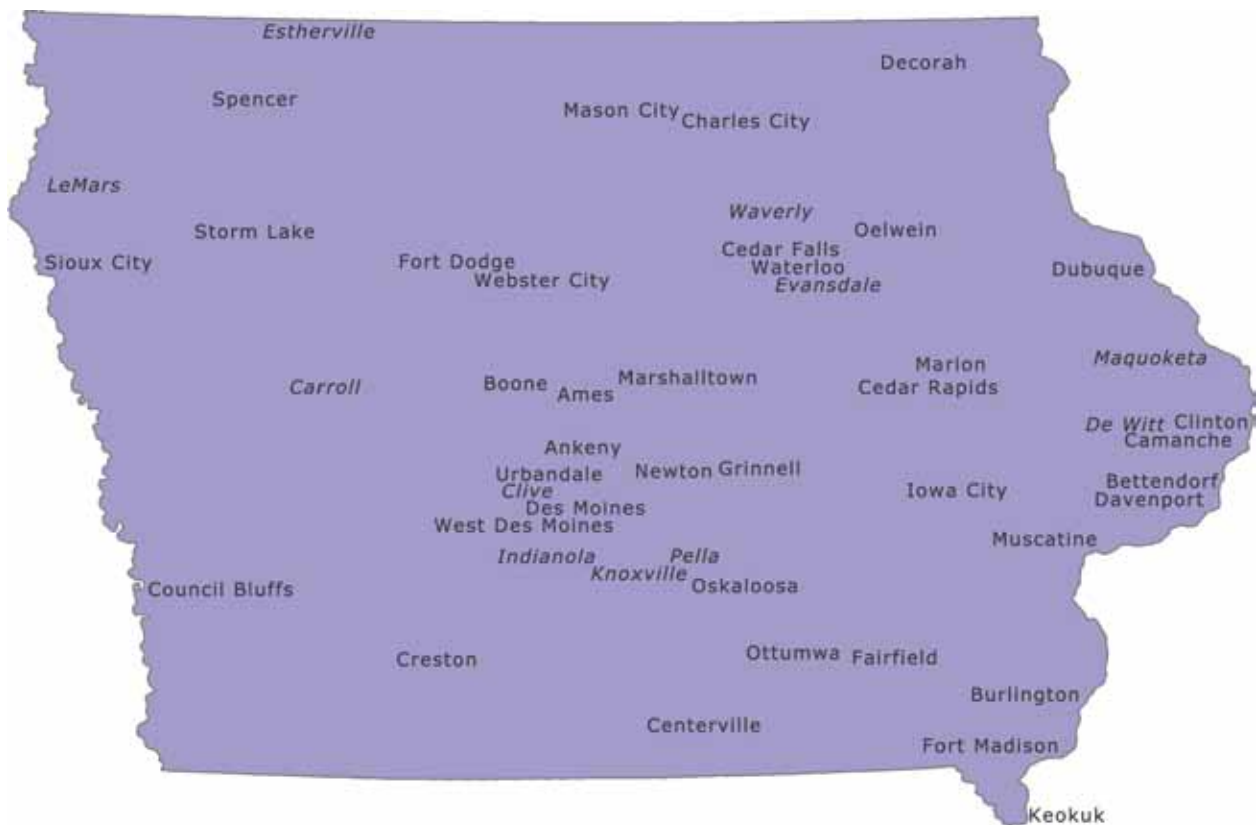 Estherville
Decorah
Spencer
Mason City
Charles City
LeMars
Waverly
Storm Lake
Oelwein
Cedar Falls
Sioux City
Fort Dodge
Waterloo
Dubuque
Webster City
Evansdale
Maquoketa
Marion
Marshalltown
Boone
Carroll
Cedar Rapids
Ames
De Witt
Clinton
Camanche
Ankeny
Urbandale
Newton
Grinnell
Bettendorf
Clive
Iowa City
Davenport
Des Moines
West Des Moines
Muscatine
Indianola
Pella
Knoxville
Oskaloosa
Council Bluffs
Creston
Ottumwa
Fairfield
Burlington
Centerville
Fort Madison
Keokuk